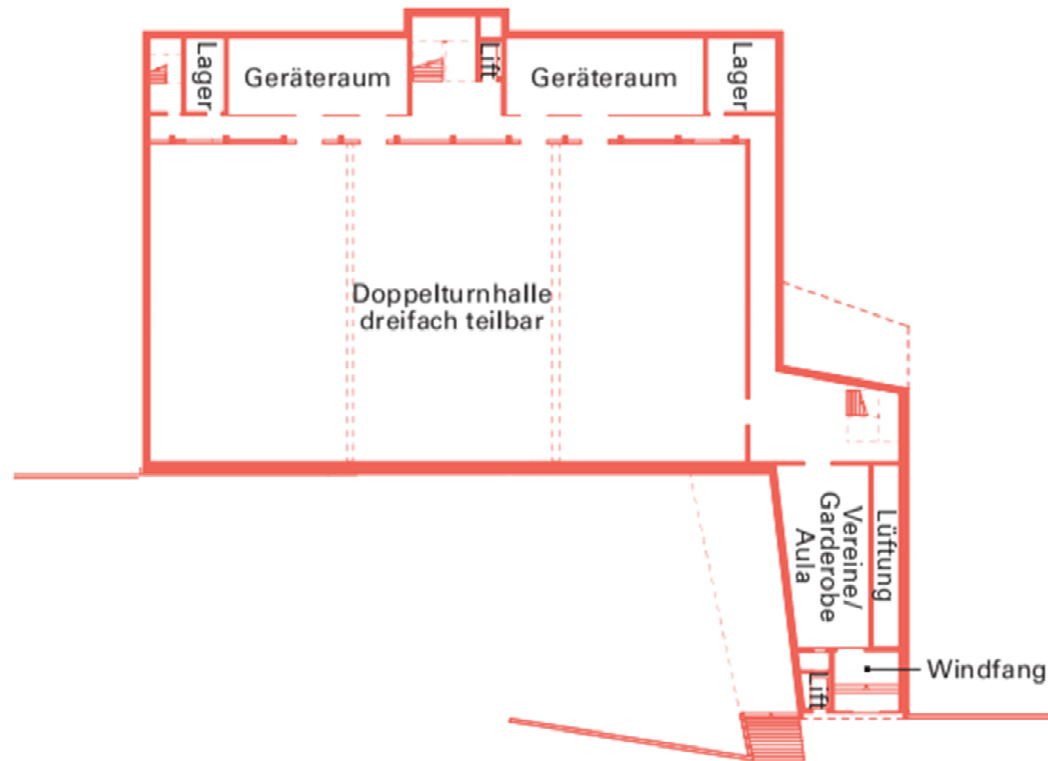 Lager
Geräteraum
Lift
Geräteraum
Lager
Doppelturnhalle
dreifach teilbar
Vereine/
Garderobe
Aula
Lüftung
Windfang
Lift